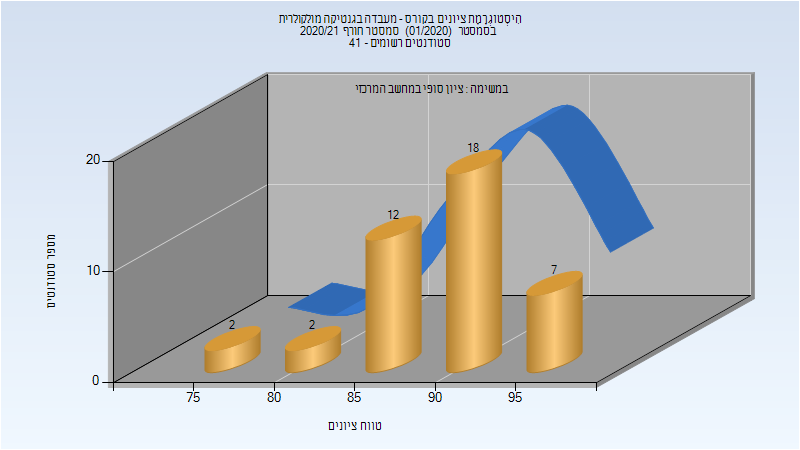 היסטוגרמת ציונים בקורס - מעבדה בגנטיקה מולקולרית
בסמסטר (01/2020) סמסטר חורף 2020/21
סטודנטים רשומים - 41
במשימה : ציון סופי במחשב המרכזי
20
10
0
מספר סטודנטים
2
2
12
18
7
75
80
85
90
95
טווח ציונים